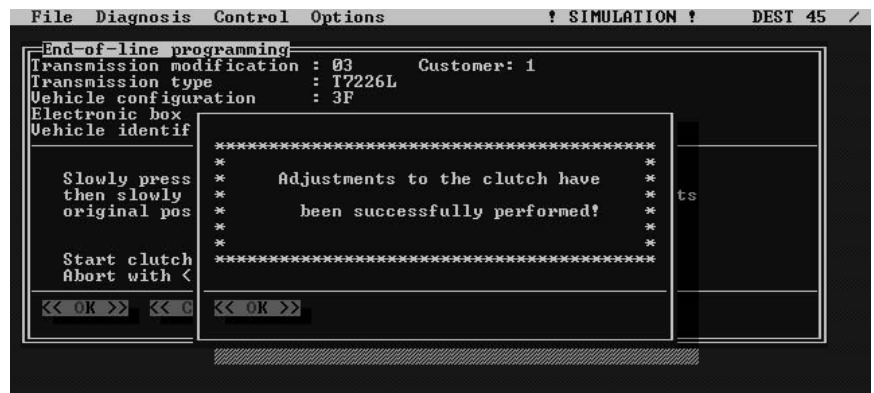 File Diagnosis Control Options ! SIMULATION ! DEST 45 /
End-of-line programming
Transmission modification : 03 Customer: 1
Transmission type : T7226L
Vehicle configuration : 3F
Electronic box
Vehicle identif
Slowly press
then slowly
original pos
ts
Start clutch
Abort with <
<< OK >> << C
*****************************************
* *
* Adjustments to the clutch have *
* *
* been successfully performed! *
* *
* *
*****************************************
<< OK >>